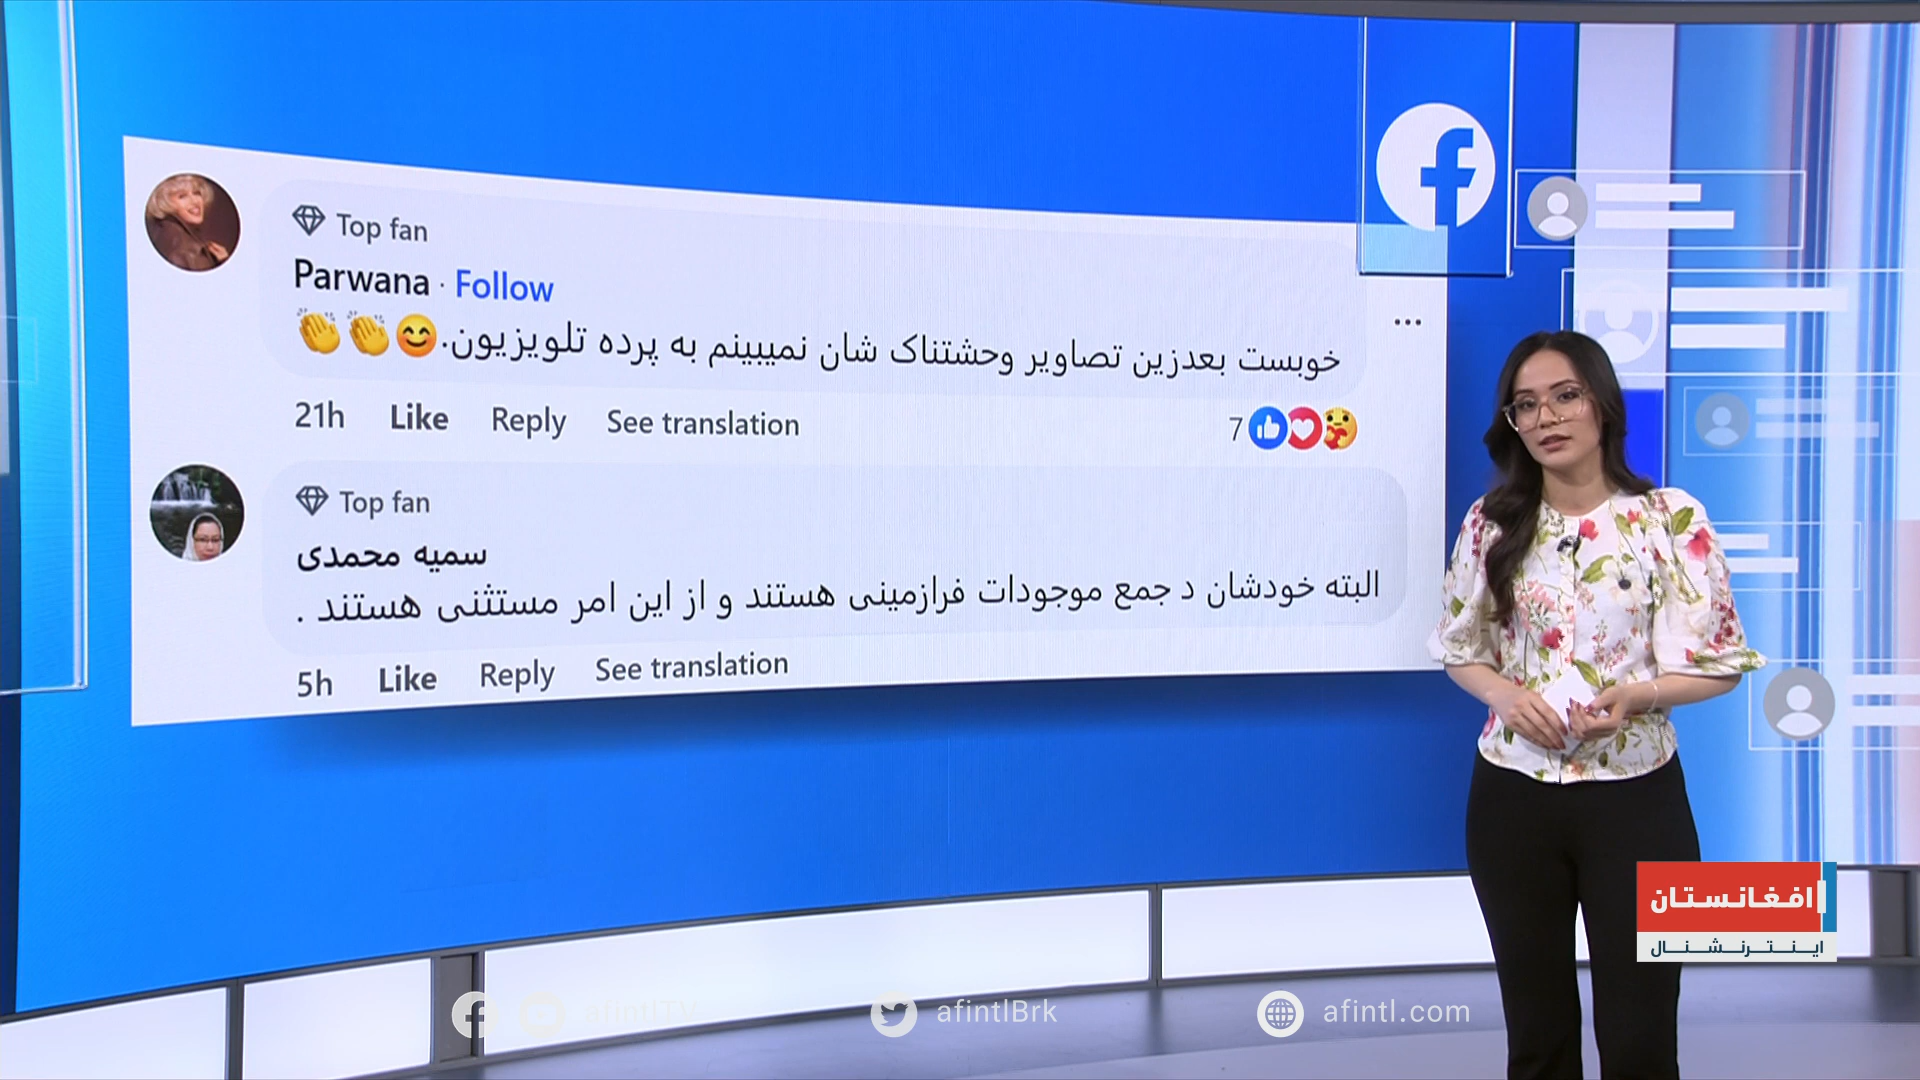 Top fan
Parwana · Follow
خوبست بعدزین تصاویر وحشتناک شان نمیبینم به پرده تلویزیون.😊👏👏
21h Like Reply See translation 7
Top fan
سمیه محمدی
البته خودشان د جمع موجودات فرازمینی هستند و از این امر مستثنی هستند .
5h Like Reply See translation
افغانستان
اینترنشنال
afintlTV afintlBrk afintl.com